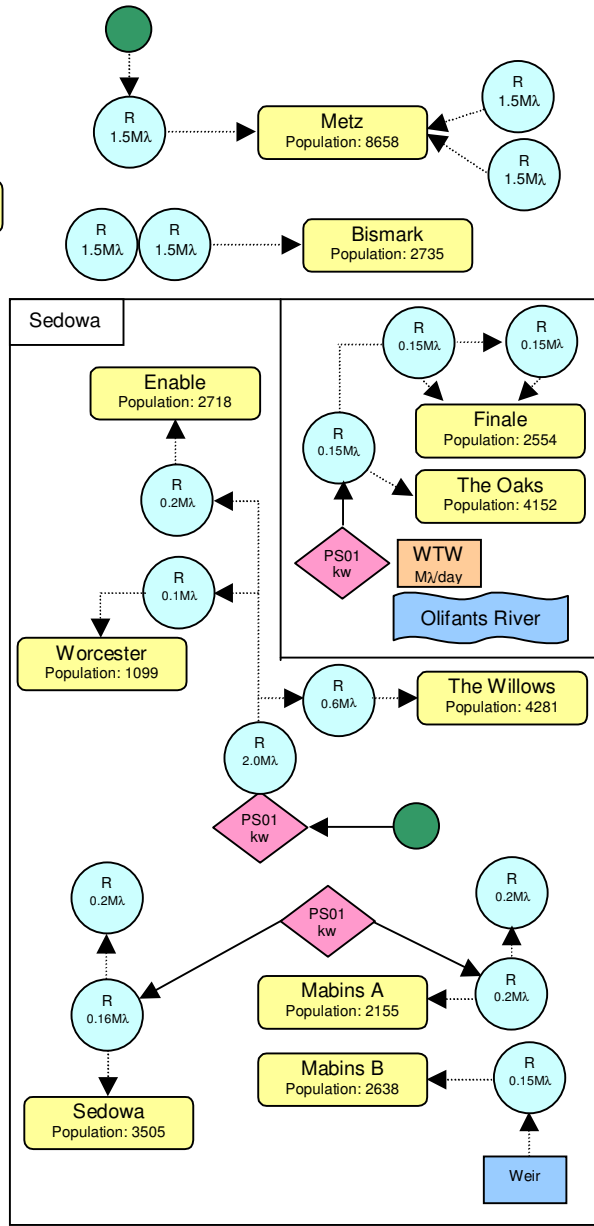 R
1.5Mλ
Metz
Population: 8658
R
1.5Mλ
R
1.5Mλ
R
1.5Mλ
R
1.5Mλ
Bismark
Population: 2735
Sedowa
Enable
Population: 2718
R
0.2Mλ
R
0.1Mλ
Worcester
Population: 1099
R
0.15Mλ
R
0.15Mλ
Finale
Population: 2554
R
0.15Mλ
The Oaks
Population: 4152
PS01
kw
WTW
Mλ/day
Olifants River
R
0.6Mλ
The Willows
Population: 4281
R
2.0Mλ
PS01
kw
R
0.2Mλ
PS01
kw
R
0.2Mλ
R
0.16Mλ
Mabins A
Population: 2155
R
0.2Mλ
Mabins B
Population: 2638
R
0.15Mλ
Sedowa
Population: 3505
Weir